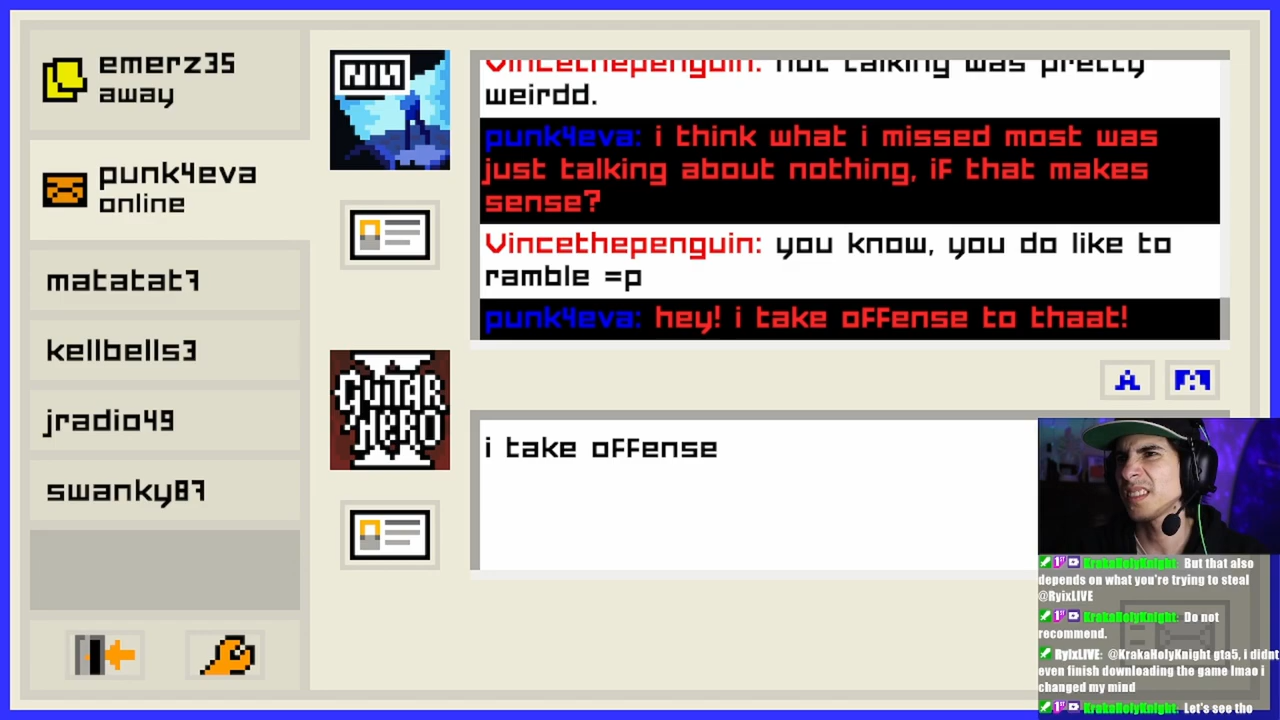 emerz35
away
punk4eva
online
matatat7
kellbells3
jradio49
swanky87
NIN
Vincethepenguin: not talking was pretty
weirdd.
punk4eva: i think what i missed most was
just talking about nothing, if that makes
sense?
Vincethepenguin: you know, you do like to
ramble =p
punk4eva: hey! i take offense to thaat!
GUITAR
HERO
A
A
i take offense
KrakaHolyKnight: But that also
depends on what you're trying to steal
@RyixLIVE
KrakaHolyKnight: Do not
recommend.
RyixLIVE: @KrakaHolyKnight gta5, i didnt
even finish downloading the game lmao i
changed my mind
KrakaHolyKnight: Let's see tho